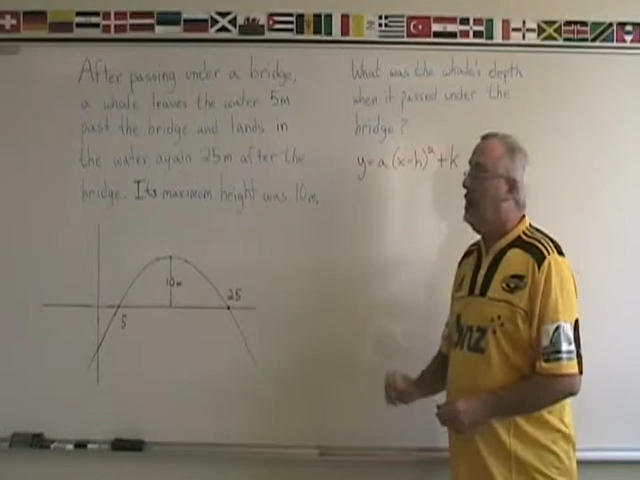 After passing under a bridge,
a whale leaves the water 5m
past the bridge and lands in
the water again 25m after the
bridge. Its maximum height was 10m.
What was the whale's depth
when it passed under the
bridge?
y=a(x-h)²+k
10m
5
25
bnz